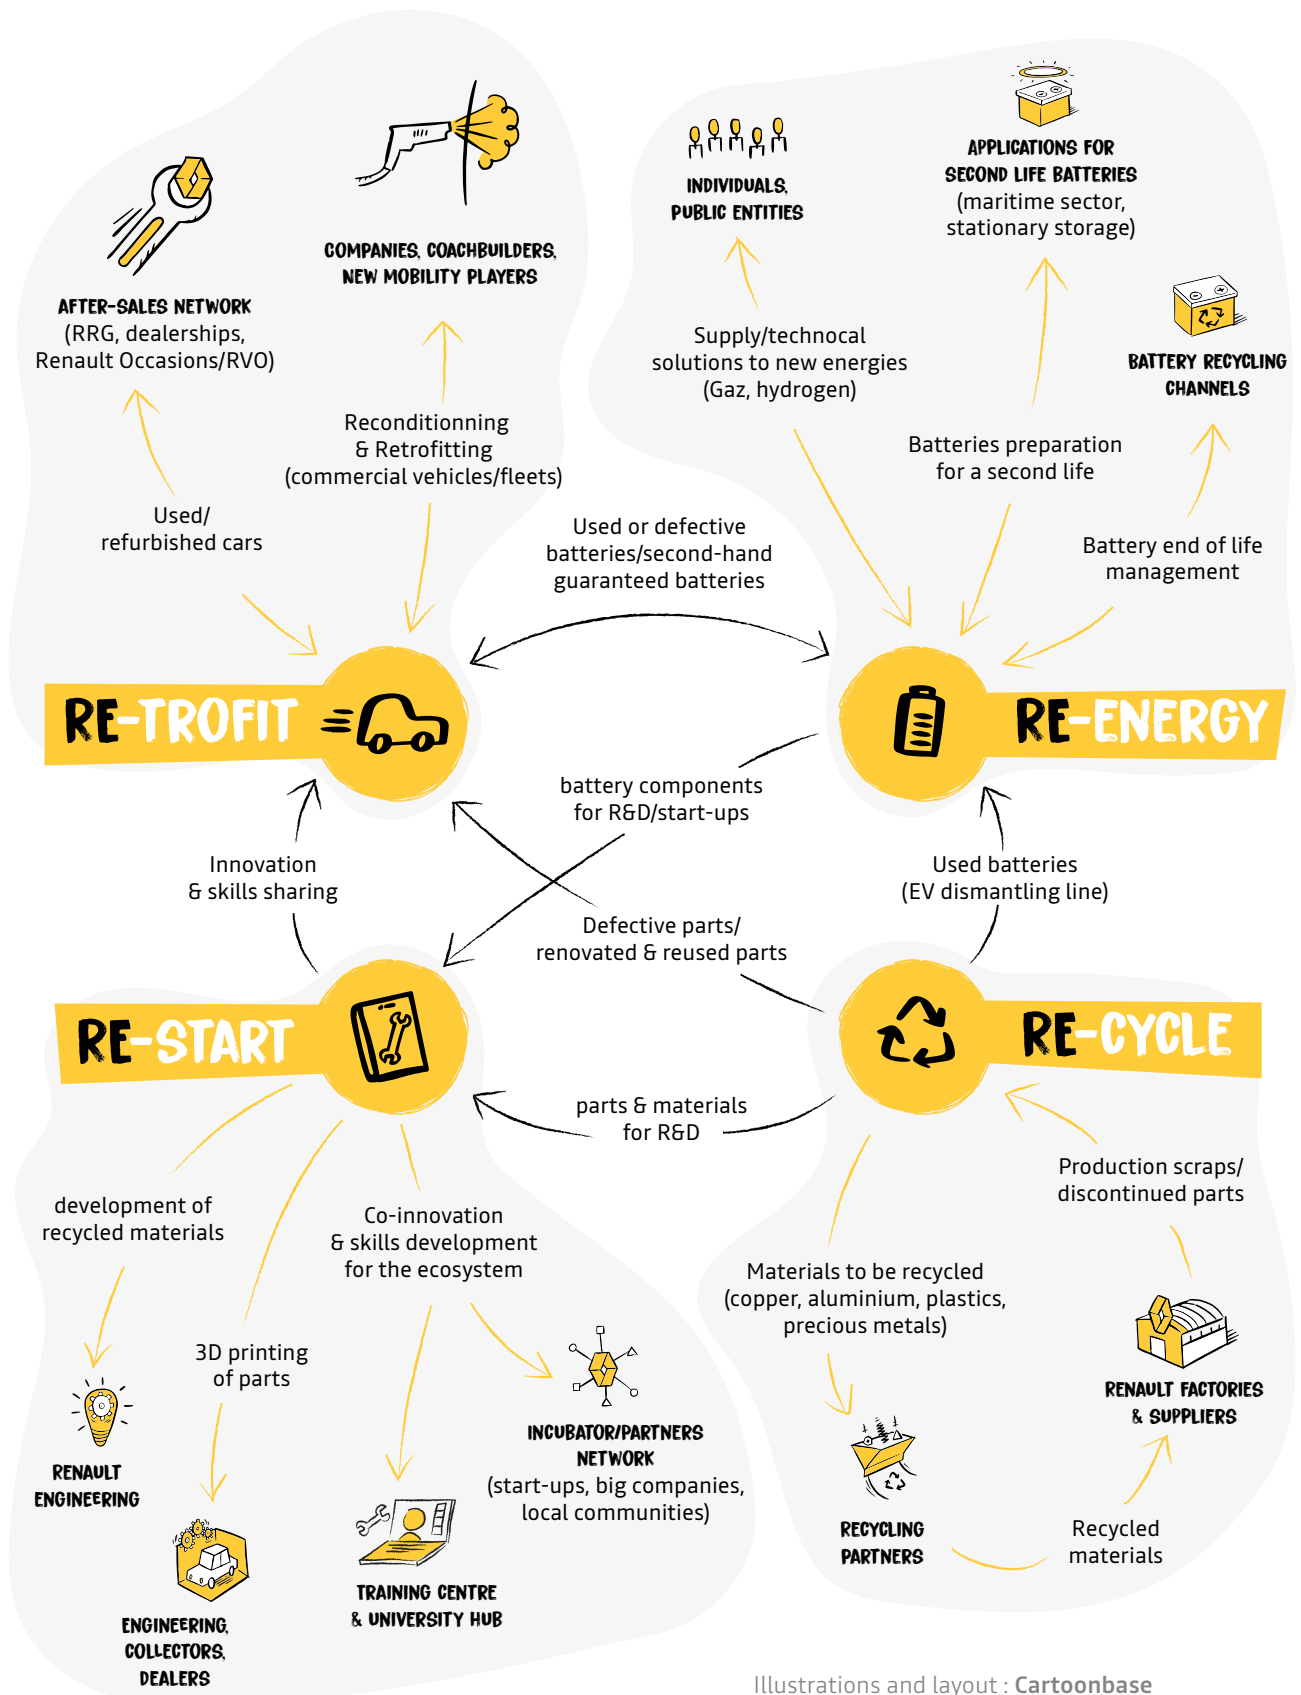 AFTER-SALES NETWORK
(RRG, dealerships,
Renault Occasions/RVO)
COMPANIES, COACHBUILDERS,
NEW MOBILITY PLAYERS
Used/
refurbished cars
Reconditionning
& Retrofitting
(commercial vehicles/fleets)
INDIVIDUALS,
PUBLIC ENTITIES
APPLICATIONS FOR
SECOND LIFE BATTERIES
(maritime sector,
stationary storage)
BATTERY RECYCLING
CHANNELS
Supply/technocal
solutions to new energies
(Gaz, hydrogen)
Batteries preparation
for a second life
Battery end of life
management
Used or defective
batteries/second-hand
guaranteed batteries
RE-TROFIT
RE-ENERGY
battery components
for R&D/start-ups
Innovation
& skills sharing
Used batteries
(EV dismantling line)
Defective parts/
renovated & reused parts
RE-START
RE-CYCLE
parts & materials
for R&D
development of
recycled materials
Co-innovation
& skills development
for the ecosystem
3D printing
of parts
RENAULT
ENGINEERING
ENGINEERING,
COLLECTORS,
DEALERS
TRAINING CENTRE
& UNIVERSITY HUB
INCUBATOR/PARTNERS
NETWORK
(start-ups, big companies,
local communities)
Production scraps/
discontinued parts
Materials to be recycled
(copper, aluminium, plastics,
precious metals)
RENAULT FACTORIES
& SUPPLIERS
RECYCLING
PARTNERS
Recycled
materials
Illustrations and layout : Cartoonbase